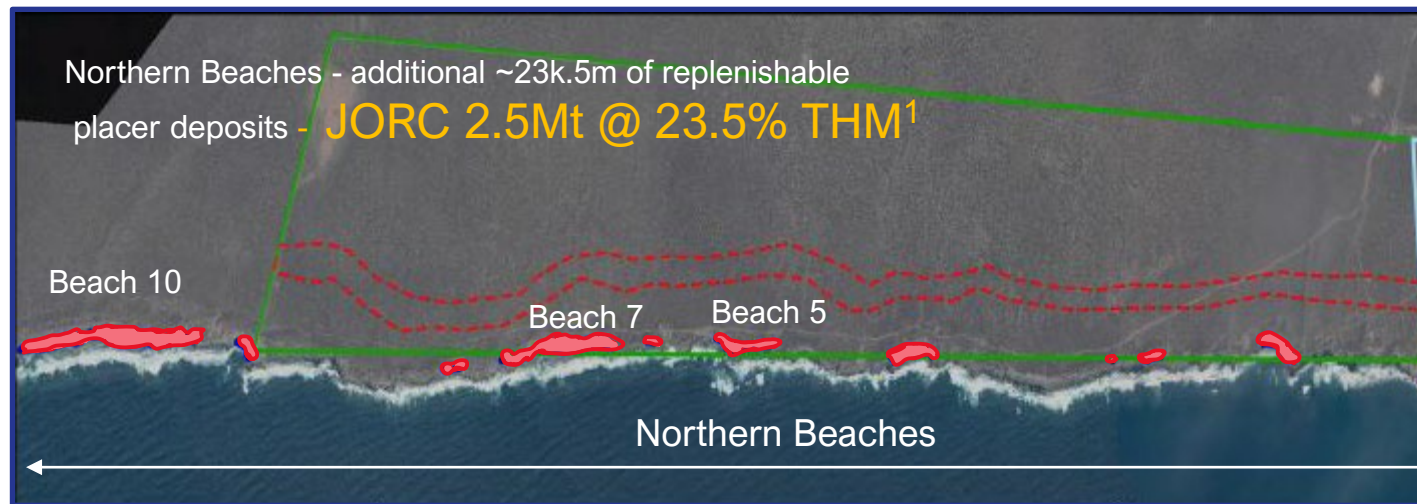 Northern Beaches - additional ~23k.5m of replenishable
placer deposits - JORC 2.5Mt @ 23.5% THM¹
Beach 10
Beach 7
Beach 5
Northern Beaches